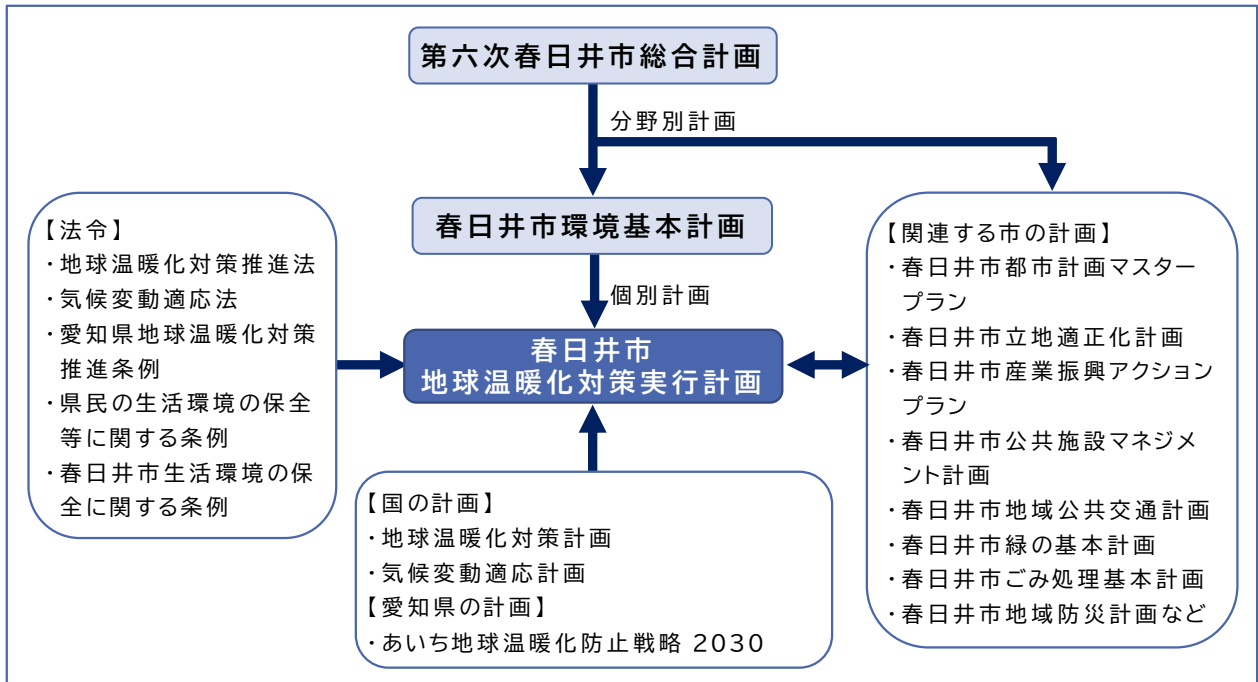 第六次春日井市総合計画
分野別計画
春日井市環境基本計画
個別計画
春日井市
地球温暖化対策実行計画
【法令】
・地球温暖化対策推進法
・気候変動適応法
・愛知県地球温暖化対策
推進条例
・県民の生活環境の保全
等に関する条例
・春日井市生活環境の保
全に関する条例
【国の計画】
・地球温暖化対策計画
・気候変動適応計画
【愛知県の計画】
・あいち地球温暖化防止戦略 2030
【関連する市の計画】
・春日井市都市計画マスター
プラン
・春日井市立地適正化計画
・春日井市産業振興アクション
プラン
・春日井市公共施設マネジメ
ント計画
・春日井市地域公共交通計画
・春日井市緑の基本計画
・春日井市ごみ処理基本計画
・春日井市地域防災計画など